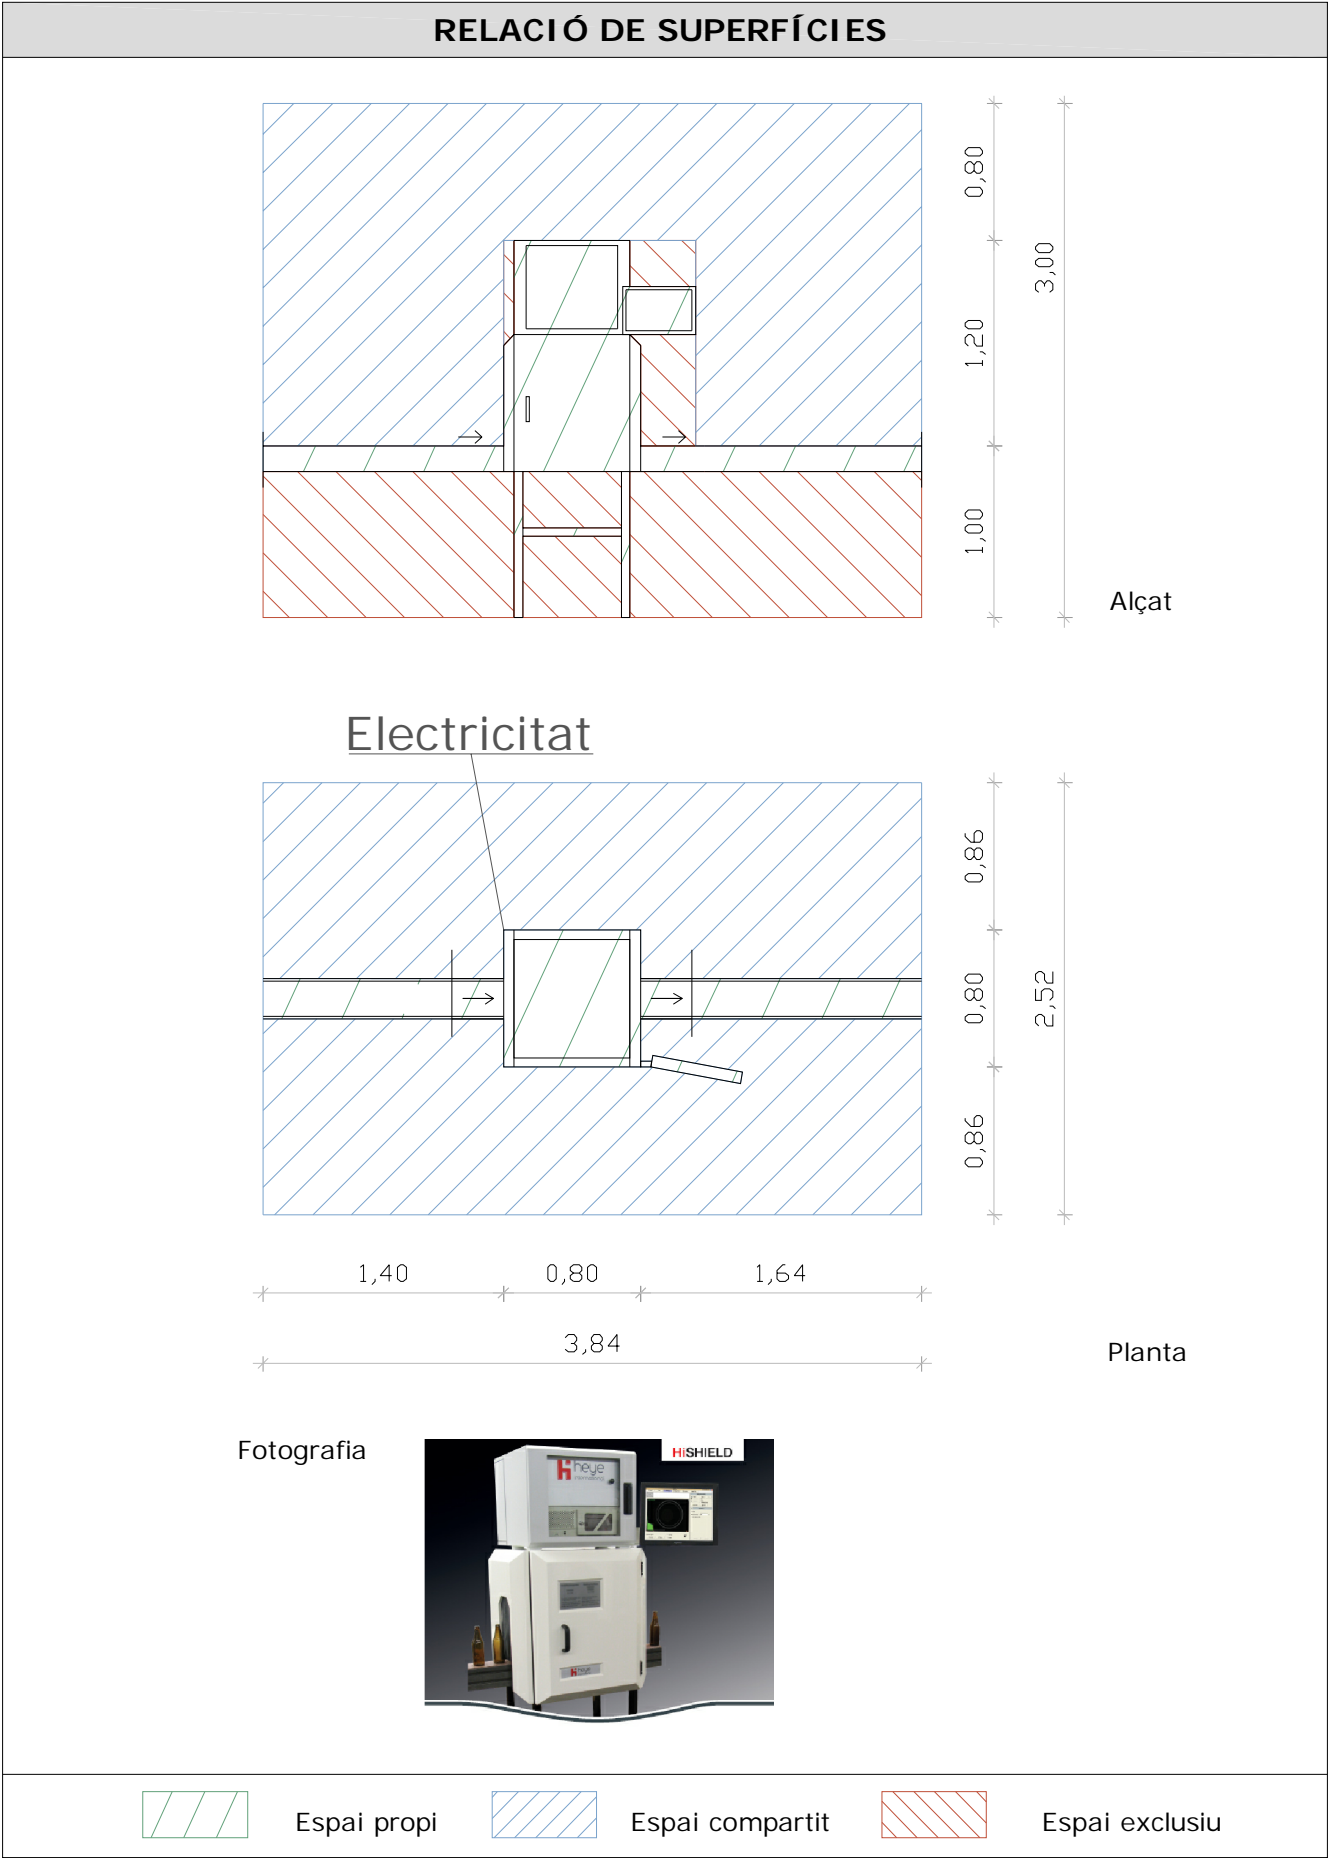 RELACIÓ DE SUPERFÍCIES
0,80
3,00
1,20
1,00
Alçat
Electricitat
0,86
0,80
2,52
0,86
1,40
0,80
1,64
3,84
Planta
Fotografia
HiSHIELD
heye
international
heye
Espai propi
Espai compartit
Espai exclusiu